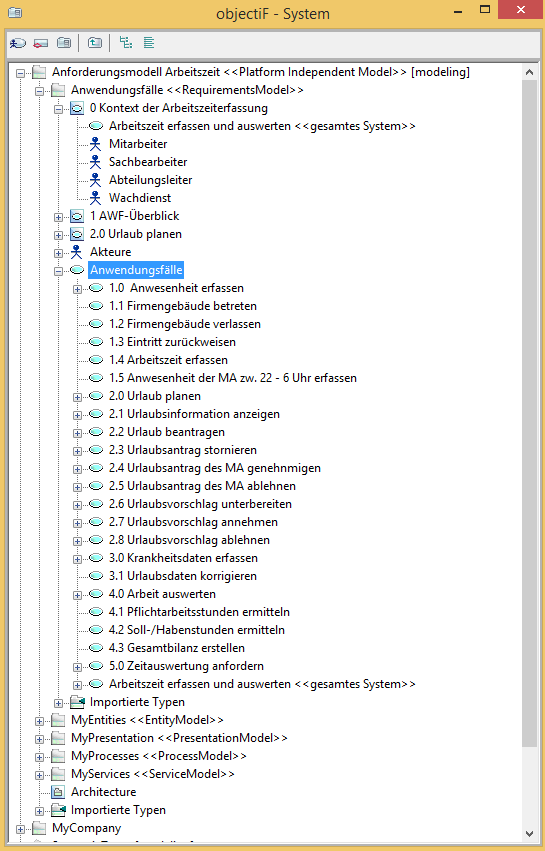 objectiF - System
Anforderungsmodell Arbeitszeit <<Platform Independent Model>> [modeling]
Anwendungsfälle <<RequirementsModel>>
0 Kontext der Arbeitszeiterfassung
Arbeitszeit erfassen und auswerten <<gesamtes System>>
Mitarbeiter
Sachbearbeiter
Abteilungsleiter
Wachdienst
1 AWF-Überblick
2.0 Urlaub planen
Akteure
Anwendungsfälle
1.0 Anwesenheit erfassen
1.1 Firmengebäude betreten
1.2 Firmengebäude verlassen
1.3 Eintritt zurückweisen
1.4 Arbeitszeit erfassen
1.5 Anwesenheit der MA zw. 22 - 6 Uhr erfassen
2.0 Urlaub planen
2.1 Urlaubsinformation anzeigen
2.2 Urlaub beantragen
2.3 Urlaubsantrag stornieren
2.4 Urlaubsantrag des MA genehnmigen
2.5 Urlaubsantrag des MA ablehnen
2.6 Urlaubsvorschlag unterbereiten
2.7 Urlaubsvorschlag annehmen
2.8 Urlaubsvorschlag ablehnen
3.0 Krankheitsdaten erfassen
3.1 Urlaubsdaten korrigieren
4.0 Arbeit auswerten
4.1 Pflichtarbeitsstunden ermitteln
4.2 Soll-/Habenstunden ermitteln
4.3 Gesamtbilanz erstellen
5.0 Zeitauswertung anfordern
Arbeitszeit erfassen und auswerten <<gesamtes System>>
Importierte Typen
MyEntities <<EntityModel>>
MyPresentation <<PresentationModel>>
MyProcesses <<ProcessModel>>
MyServices <<ServiceModel>>
Architecture
Importierte Typen
MyCompany